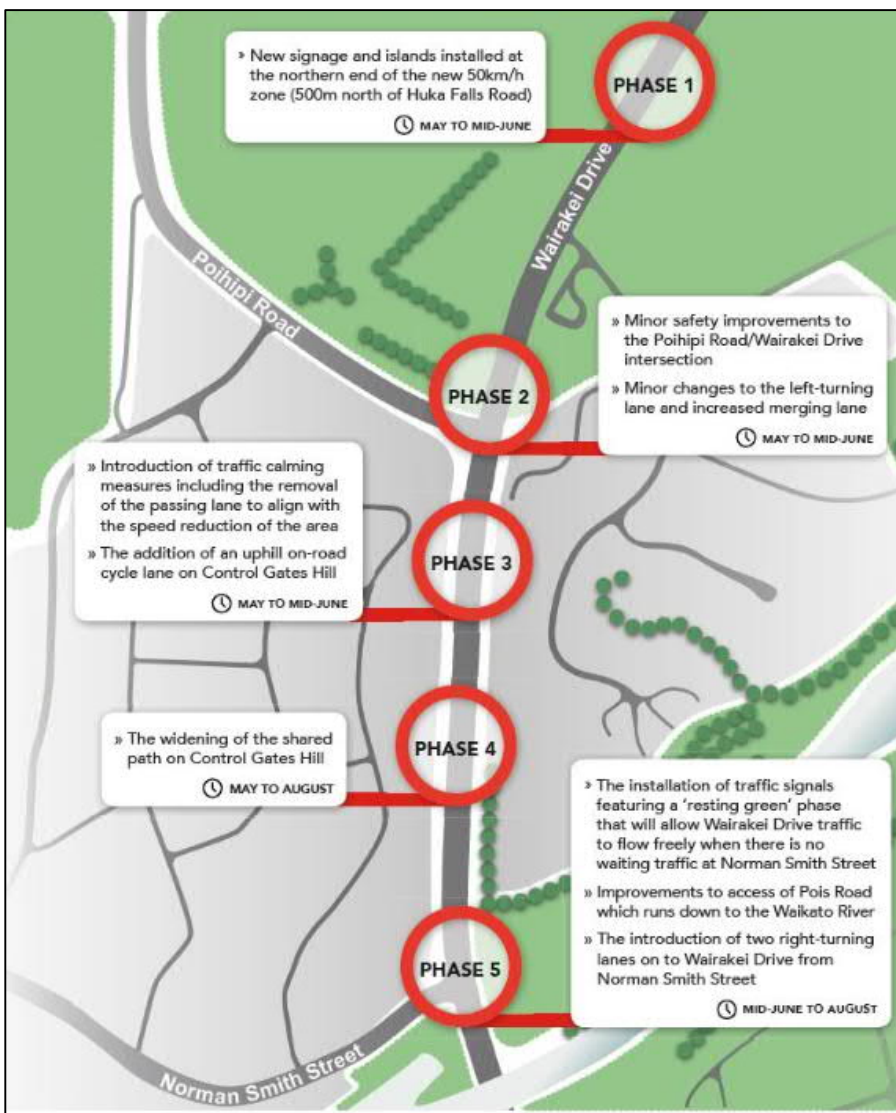 » New signage and islands installed at
the northern end of the new 50km/h
zone (500m north of Huka Falls Road)
MAY TO MID-JUNE
PHASE 1
Wairakei Drive
Poihipi Road
PHASE 2
» Minor safety improvements to
the Poihipi Road/Wairakei Drive
intersection
» Minor changes to the left-turning
lane and increased merging lane
MAY TO MID-JUNE
» Introduction of traffic calming
measures including the removal
of the passing lane to align with
the speed reduction of the area
» The addition of an uphill on-road
cycle lane on Control Gates Hill
MAY TO MID-JUNE
PHASE 3
» The widening of the shared
path on Control Gates Hill
MAY TO AUGUST
PHASE 4
» The installation of traffic signals
featuring a ‘resting green’ phase
that will allow Wairakei Drive traffic
to flow freely when there is no
waiting traffic at Norman Smith Street
» Improvements to access of Pois Road
which runs down to the Waikato River
» The introduction of two right-turning
lanes on to Wairakei Drive from
Norman Smith Street
MID-JUNE TO AUGUST
PHASE 5
Norman Smith Street